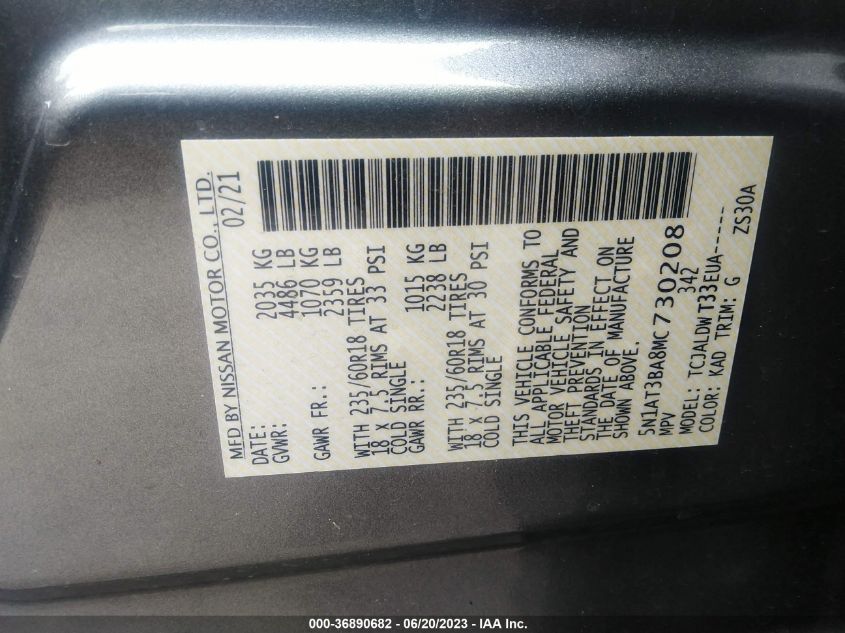 MFD BY NISSAN MOTOR CO., LTD.
DATE: 02/21
GVWR: 2035 KG
4486 LB
GAWR FR.: 1070 KG
2359 LB
WITH 235/60R18 TIRES
18 X 7.5 RIMS AT 33 PSI
COLD SINGLE
GAWR RR.: 1015 KG
2238 LB
WITH 235/60R18 TIRES
18 X 7.5 RIMS AT 30 PSI
COLD SINGLE
THIS VEHICLE CONFORMS TO
ALL APPLICABLE FEDERAL
MOTOR VEHICLE SAFETY AND
THEFT PREVENTION
STANDARDS IN EFFECT ON
THE DATE OF MANUFACTURE
SHOWN ABOVE.
5N1AT3BA8MC730208
MPV 342
MODEL: TCJALDWT33EUA-----
COLOR: KAD TRIM: G ZS30A
000-36890682 - 06/20/2023 - IAA Inc.